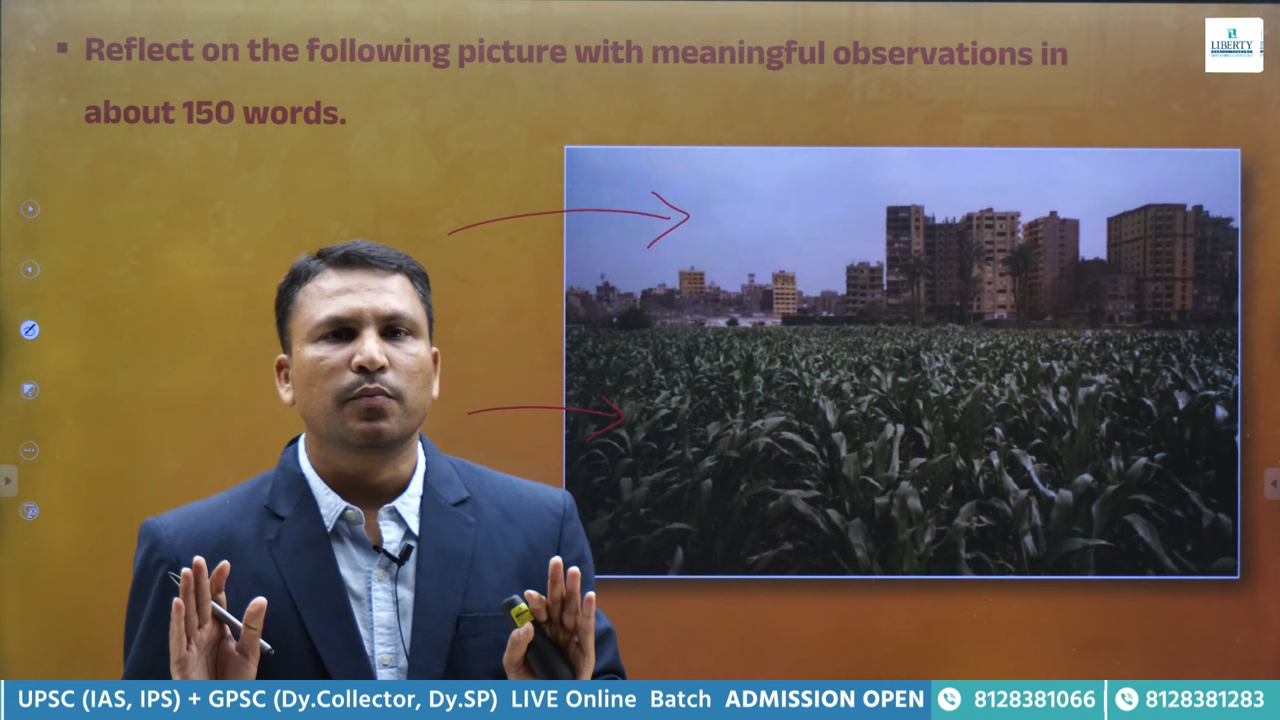 ▪ Reflect on the following picture with meaningful observations in
about 150 words.
LIBERTY
UPSC (IAS, IPS) + GPSC (Dy.Collector, Dy.SP) LIVE Online Batch ADMISSION OPEN 8128381066 8128381283